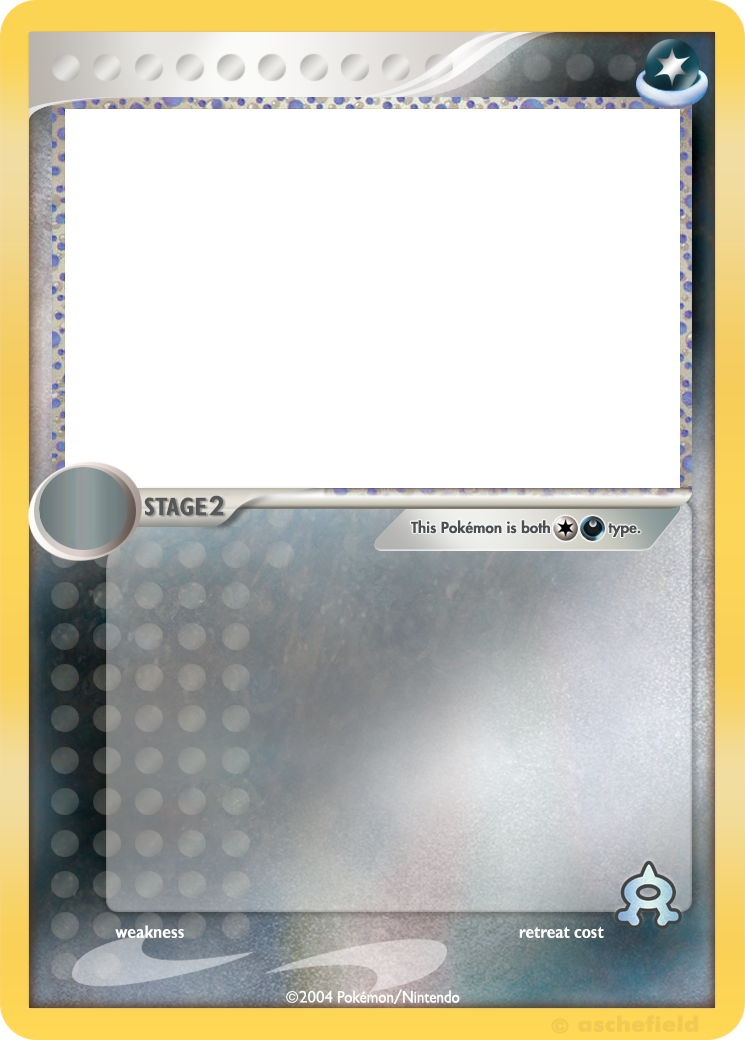 STAGE2
This Pokémon is both type.
weakness
retreat cost
©2004 Pokémon/Nintendo
© aschefield